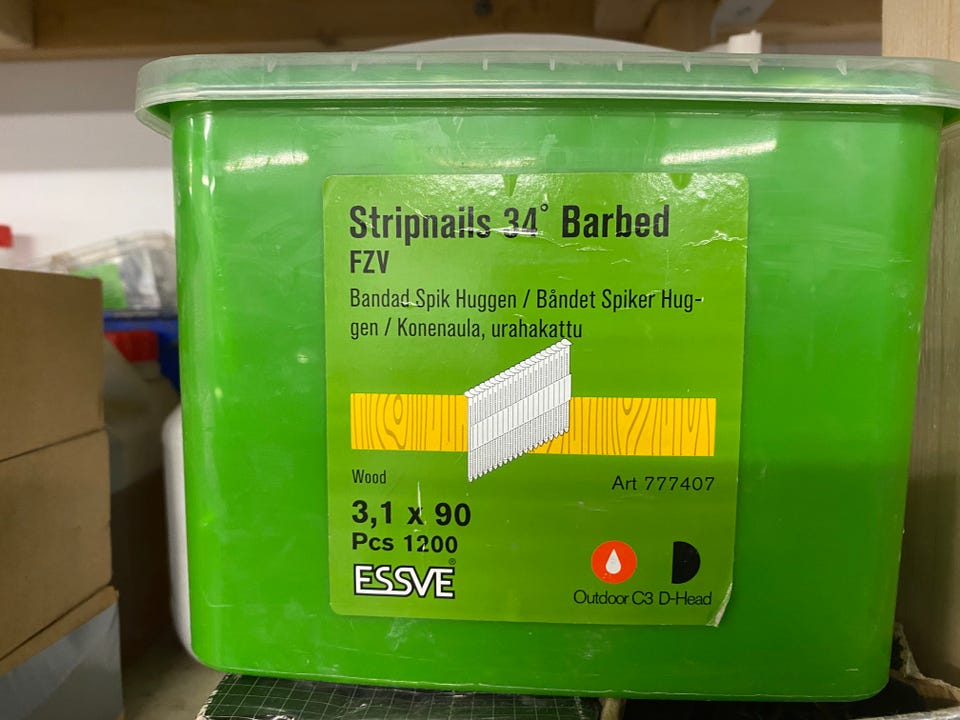 Stripnails 34° Barbed
FZV
Bandad Spik Huggen / Båndet Spiker Hug-
gen / Konenaula, urahakattu
Wood
Art 777407
3,1 x 90
Pcs 1200
ESSVE®
Outdoor C3 D-Head